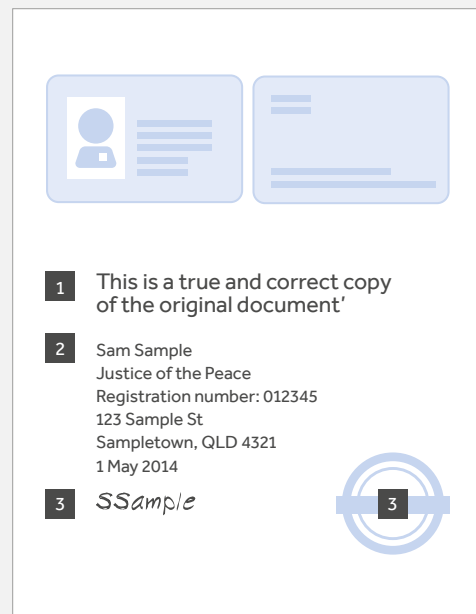 1 This is a true and correct copy
of the original document’
2 Sam Sample
Justice of the Peace
Registration number: 012345
123 Sample St
Sampletown, QLD 4321
1 May 2014
3 SSample
3